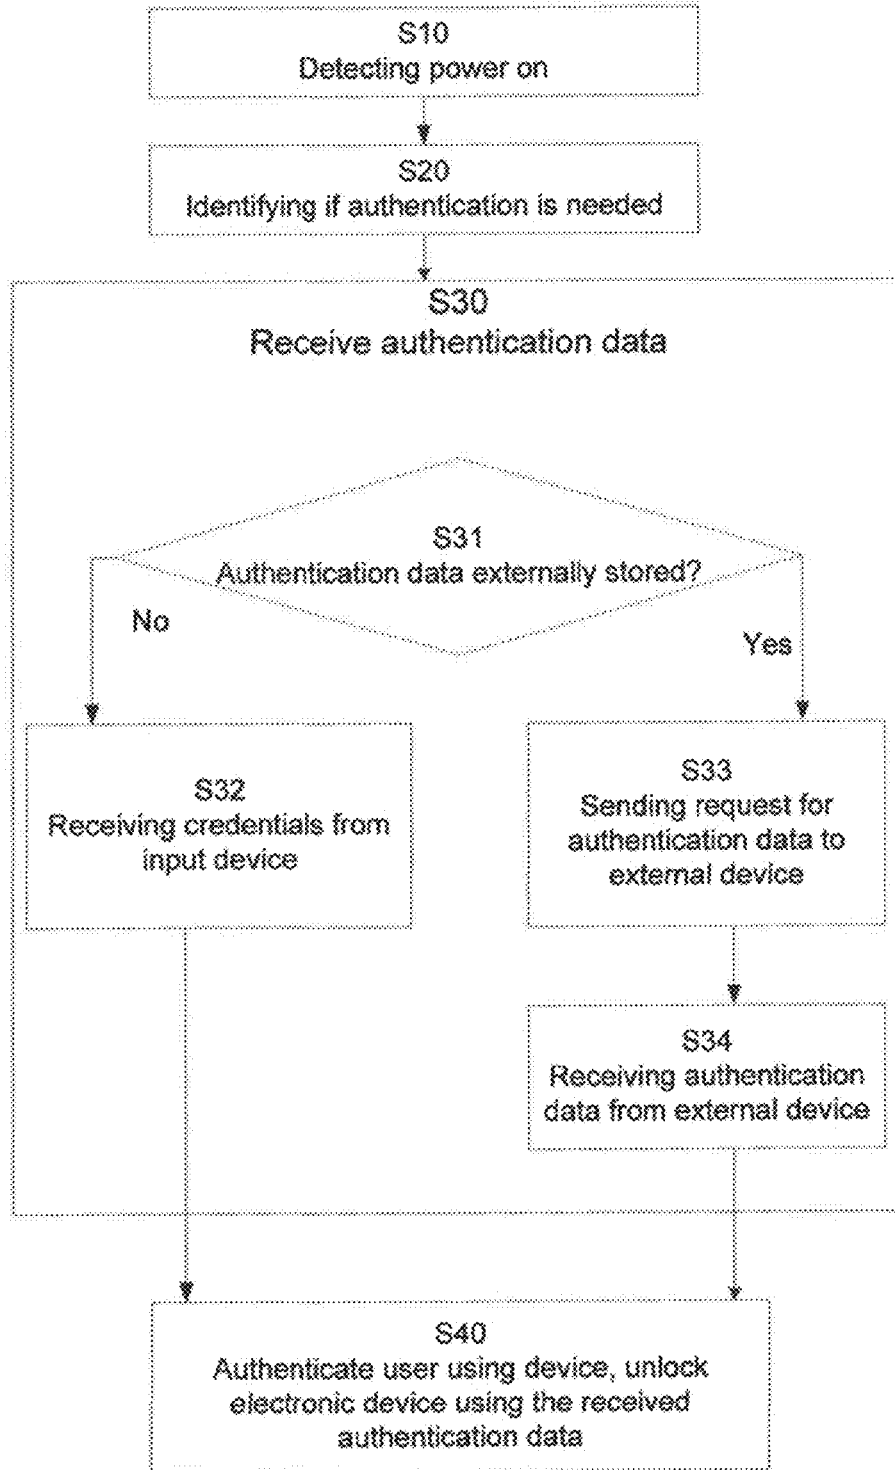 S10
Detecting power on
S20
Identifying if authentication is needed
S30
Receive authentication data
S31
Authentication data externally stored?
No
Yes
S32
Receiving credentials from
input device
S33
Sending request for
authentication data to
external device
S34
Receiving authentication
data from external device
S40
Authenticate user using device, unlock
electronic device using the received
authentication data